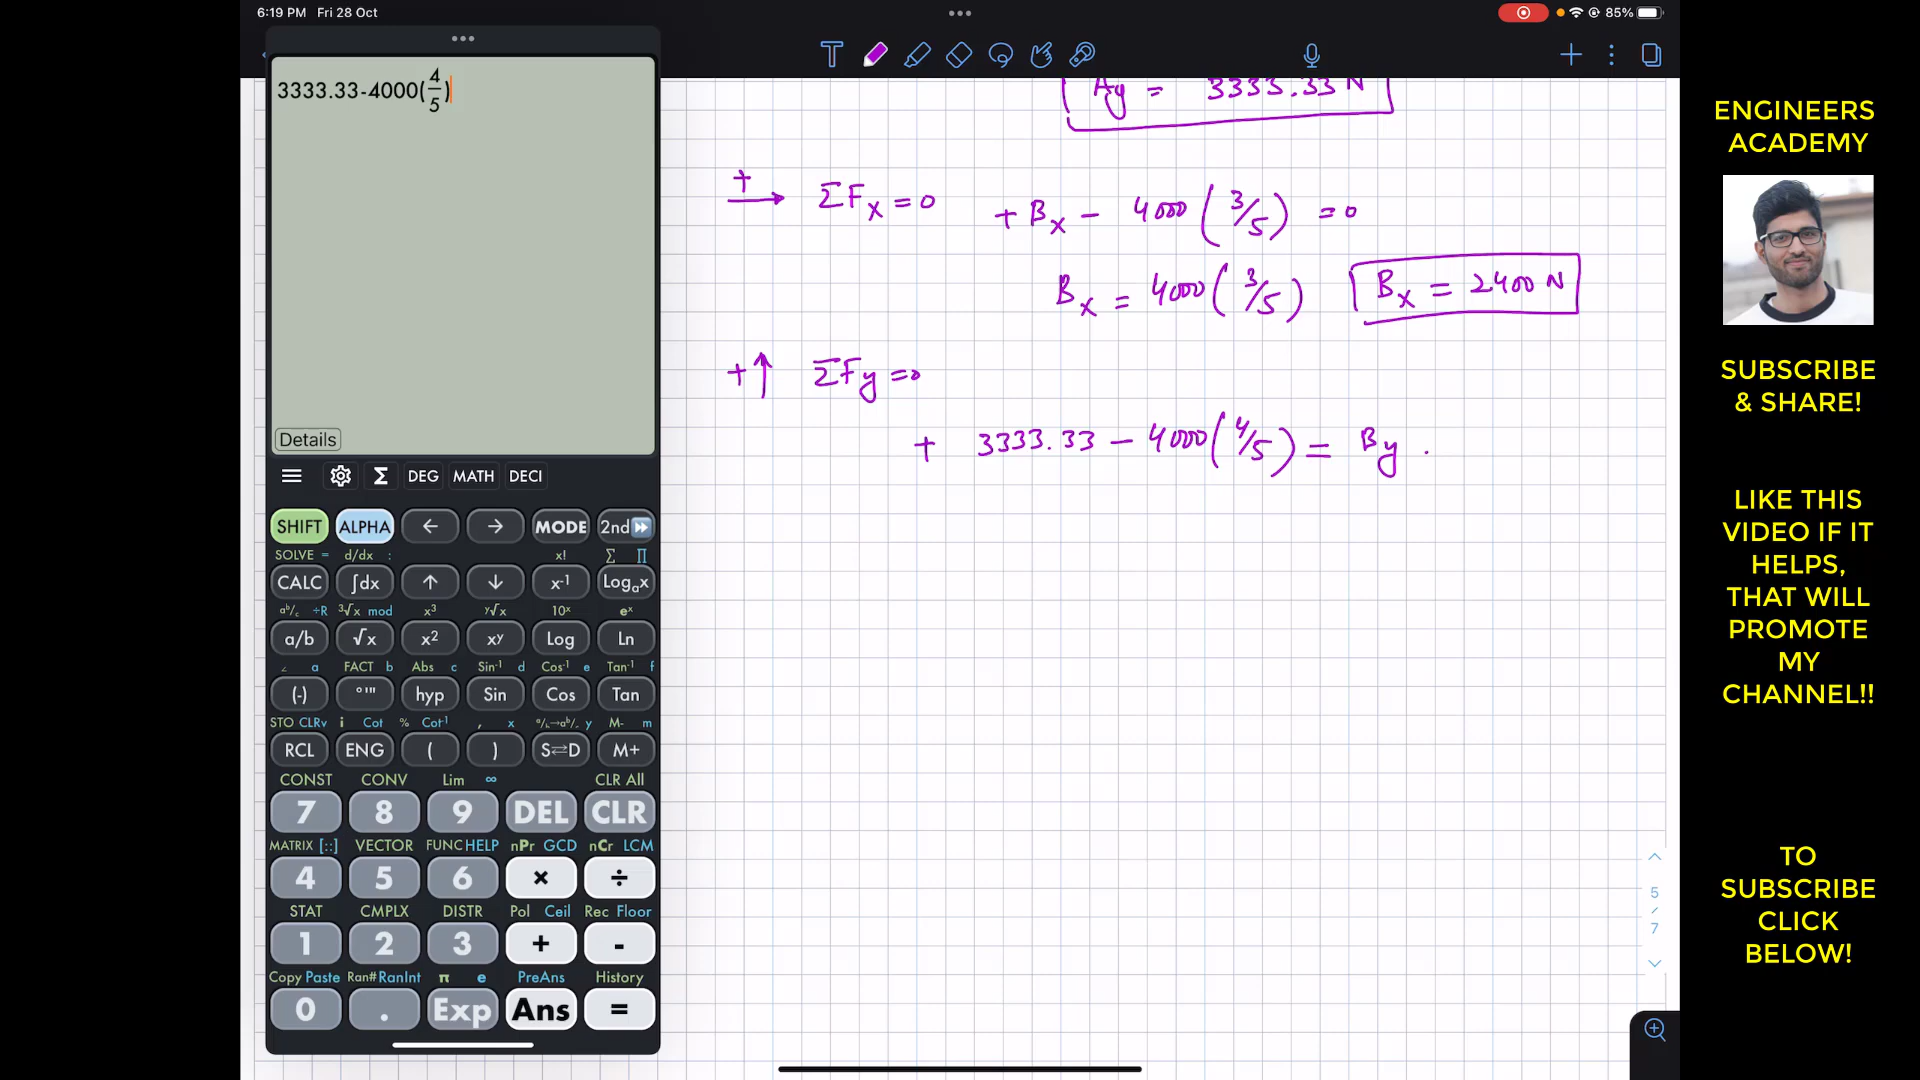 6:19 PM Fri 28 Oct
85%
3333.33-4000(4/5)
Details
DEG MATH DECI
SHIFT ALPHA ← → MODE 2nd
SOLVE = d/dx : x! Σ ∏
CALC ∫dx ↑ ↓ x-1 Logax
ab/c ÷R 3√x mod x3 y√x 10x ex
a/b √x x2 xy Log Ln
∠ a FACT b Abs c Sin-1 d Cos-1 e Tan-1 f
(-) °'" hyp Sin Cos Tan
STO CLRv i Cot % Cot-1 , x a/b→ab/c y M- m
RCL ENG ( ) S⇄D M+
CONST CONV Lim ∞ CLR All
7 8 9 DEL CLR
MATRIX [::] VECTOR FUNC HELP nPr GCD nCr LCM
4 5 6 × ÷
STAT CMPLX DISTR Pol Ceil Rec Floor
1 2 3 + -
Copy Paste Ran# RanInt π e PreAns History
0 . Exp Ans =
T
Ay = 3333.33 N
+ → ΣFx = 0 + Bx - 4000 (3/5) = 0
Bx = 4000 (3/5) Bx = 2400 N
+↑ ΣFy = 0
+ 3333.33 - 4000 (4/5) = By .
5 / 7
ENGINEERS
ACADEMY
SUBSCRIBE
& SHARE!
LIKE THIS
VIDEO IF IT
HELPS,
THAT WILL
PROMOTE
MY
CHANNEL!!
TO
SUBSCRIBE
CLICK
BELOW!